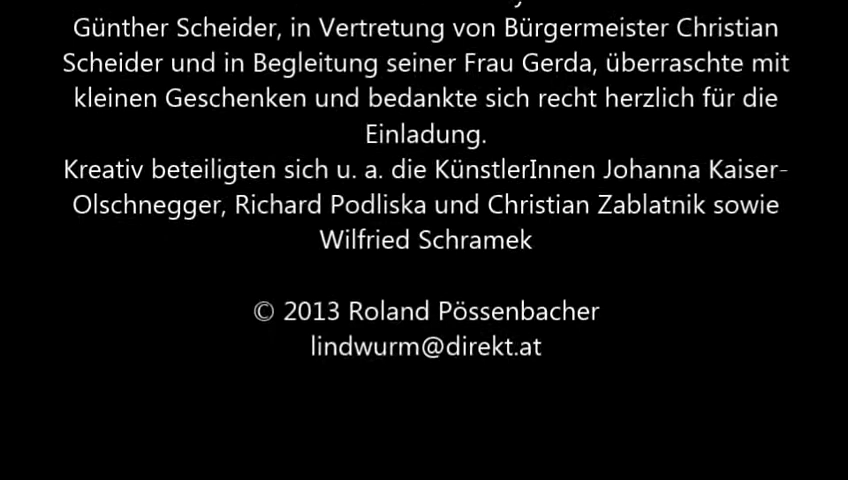 Günther Scheider, in Vertretung von Bürgermeister Christian
Scheider und in Begleitung seiner Frau Gerda, überraschte mit
kleinen Geschenken und bedankte sich recht herzlich für die
Einladung.
Kreativ beteiligten sich u. a. die KünstlerInnen Johanna Kaiser-
Olschnegger, Richard Podliska und Christian Zablatnik sowie
Wilfried Schramek
© 2013 Roland Pössenbacher
lindwurm@direkt.at